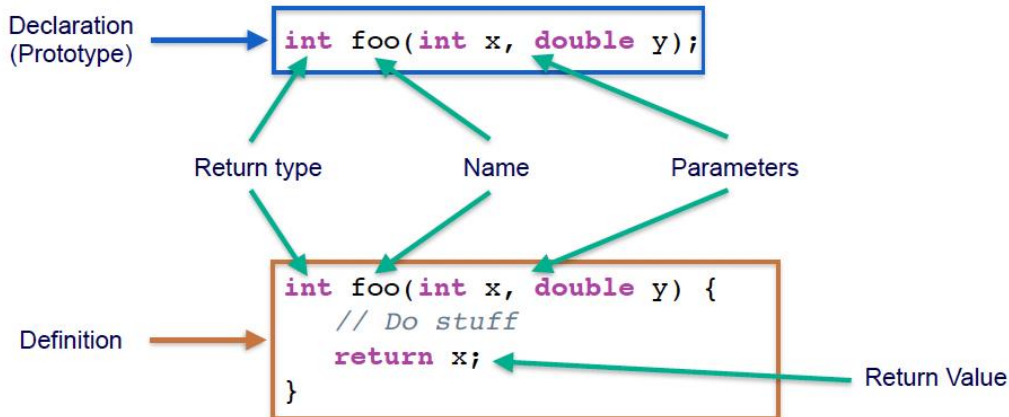 Declaration
(Prototype)
int foo(int x, double y);
Return type
Name
Parameters
Definition
int foo(int x, double y) {
// Do stuff
return x;
}
Return Value